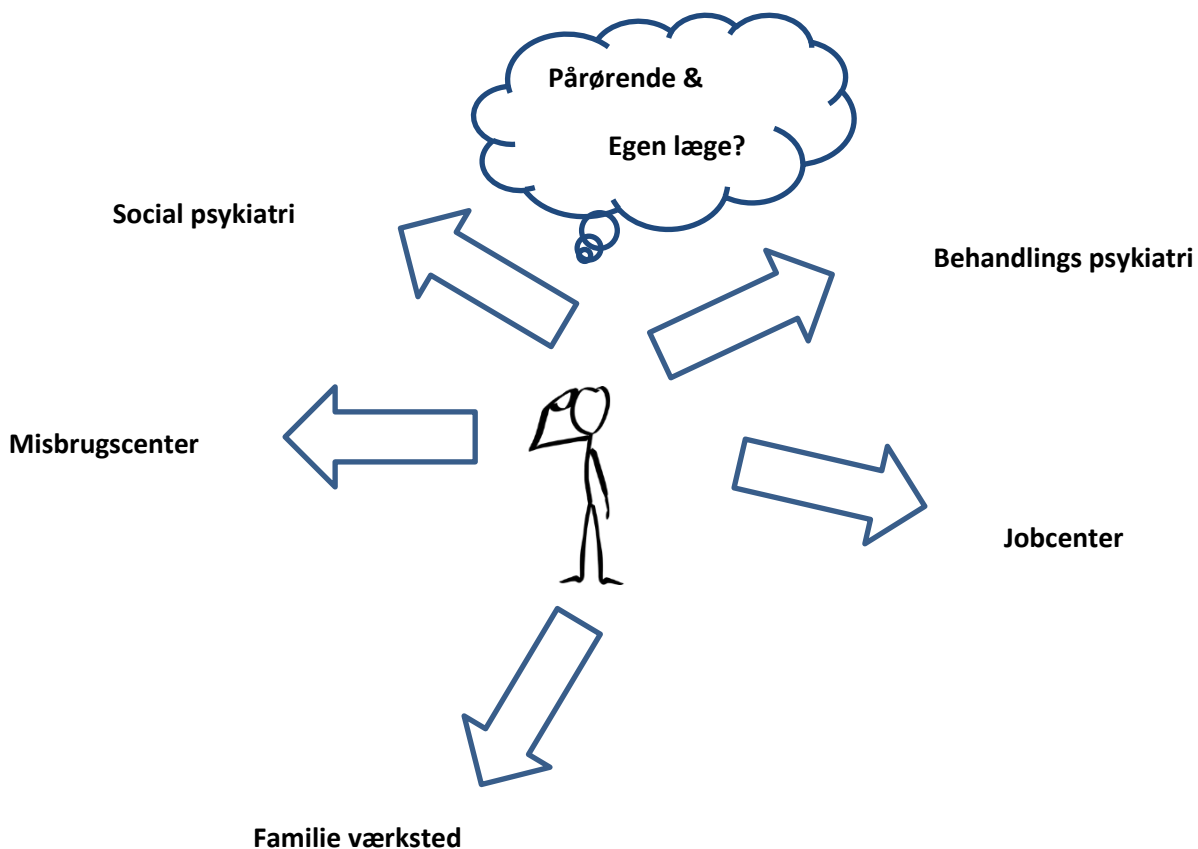 Pårørende &
Egen læge?
Social psykiatri
Behandlings psykiatri
Misbrugscenter
Jobcenter
Familie værksted